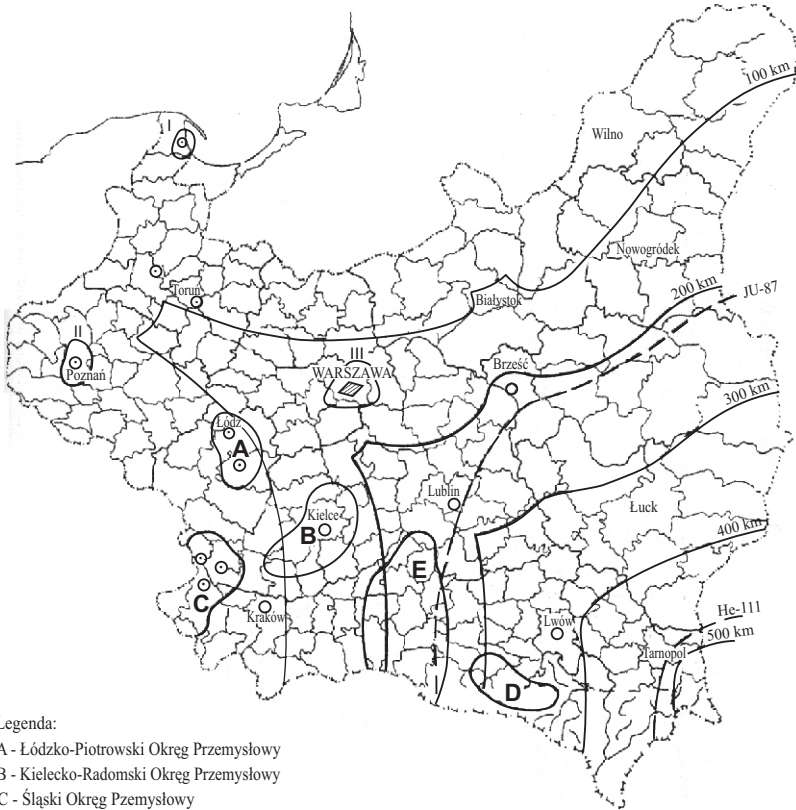 100 km
I
Wilno
Nowogródek
Toruń
Białystok
200 km
JU-87
II
III
Poznań
WARSZAWA
Brześć
300 km
Łódź
A
Lublin
Łuck
Kielce
B
400 km
E
C
Kraków
Lwów
He-111
500 km
Tarnopol
D
Legenda:
A - Łódzko-Piotrowski Okręg Przemysłowy
B - Kielecko-Radomski Okręg Przemysłowy
C - Śląski Okręg Pzemysłowy